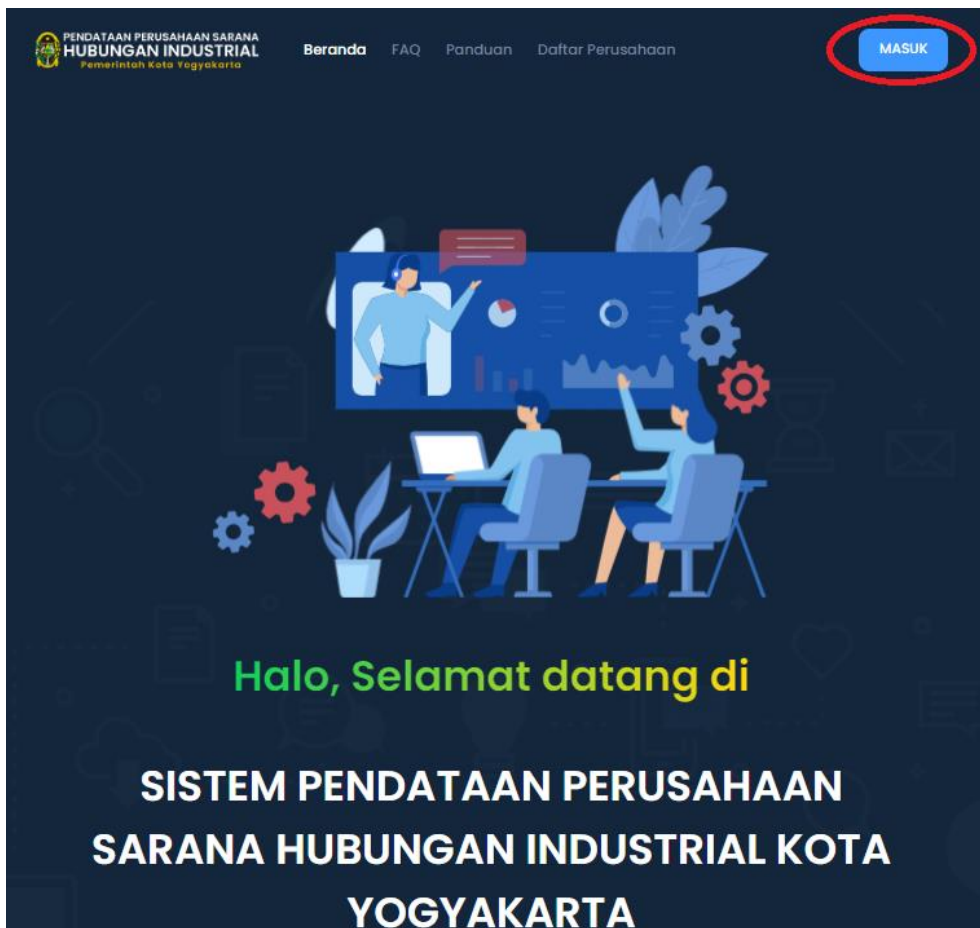 PENDATAAN PERUSAHAAN SARANA
HUBUNGAN INDUSTRIAL
Pemerintah Kota Yogyakarta
Beranda FAQ Panduan Daftar Perusahaan
MASUK
Halo, Selamat datang di
SISTEM PENDATAAN PERUSAHAAN
SARANA HUBUNGAN INDUSTRIAL KOTA
YOGYAKARTA